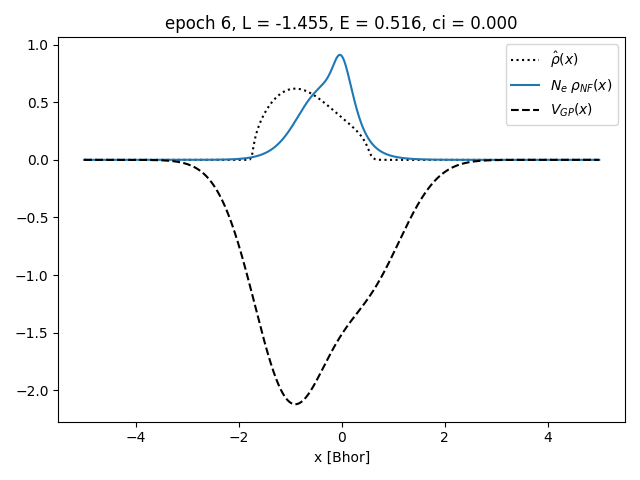 epoch 6, L = -1.455, E = 0.516, ci = 0.000
1.0
0.5
0.0
−0.5
−1.0
−1.5
−2.0
−4
−2
0
2
4
x [Bhor]
ρ̂(x)
N_e ρ_NF(x)
V_GP(x)